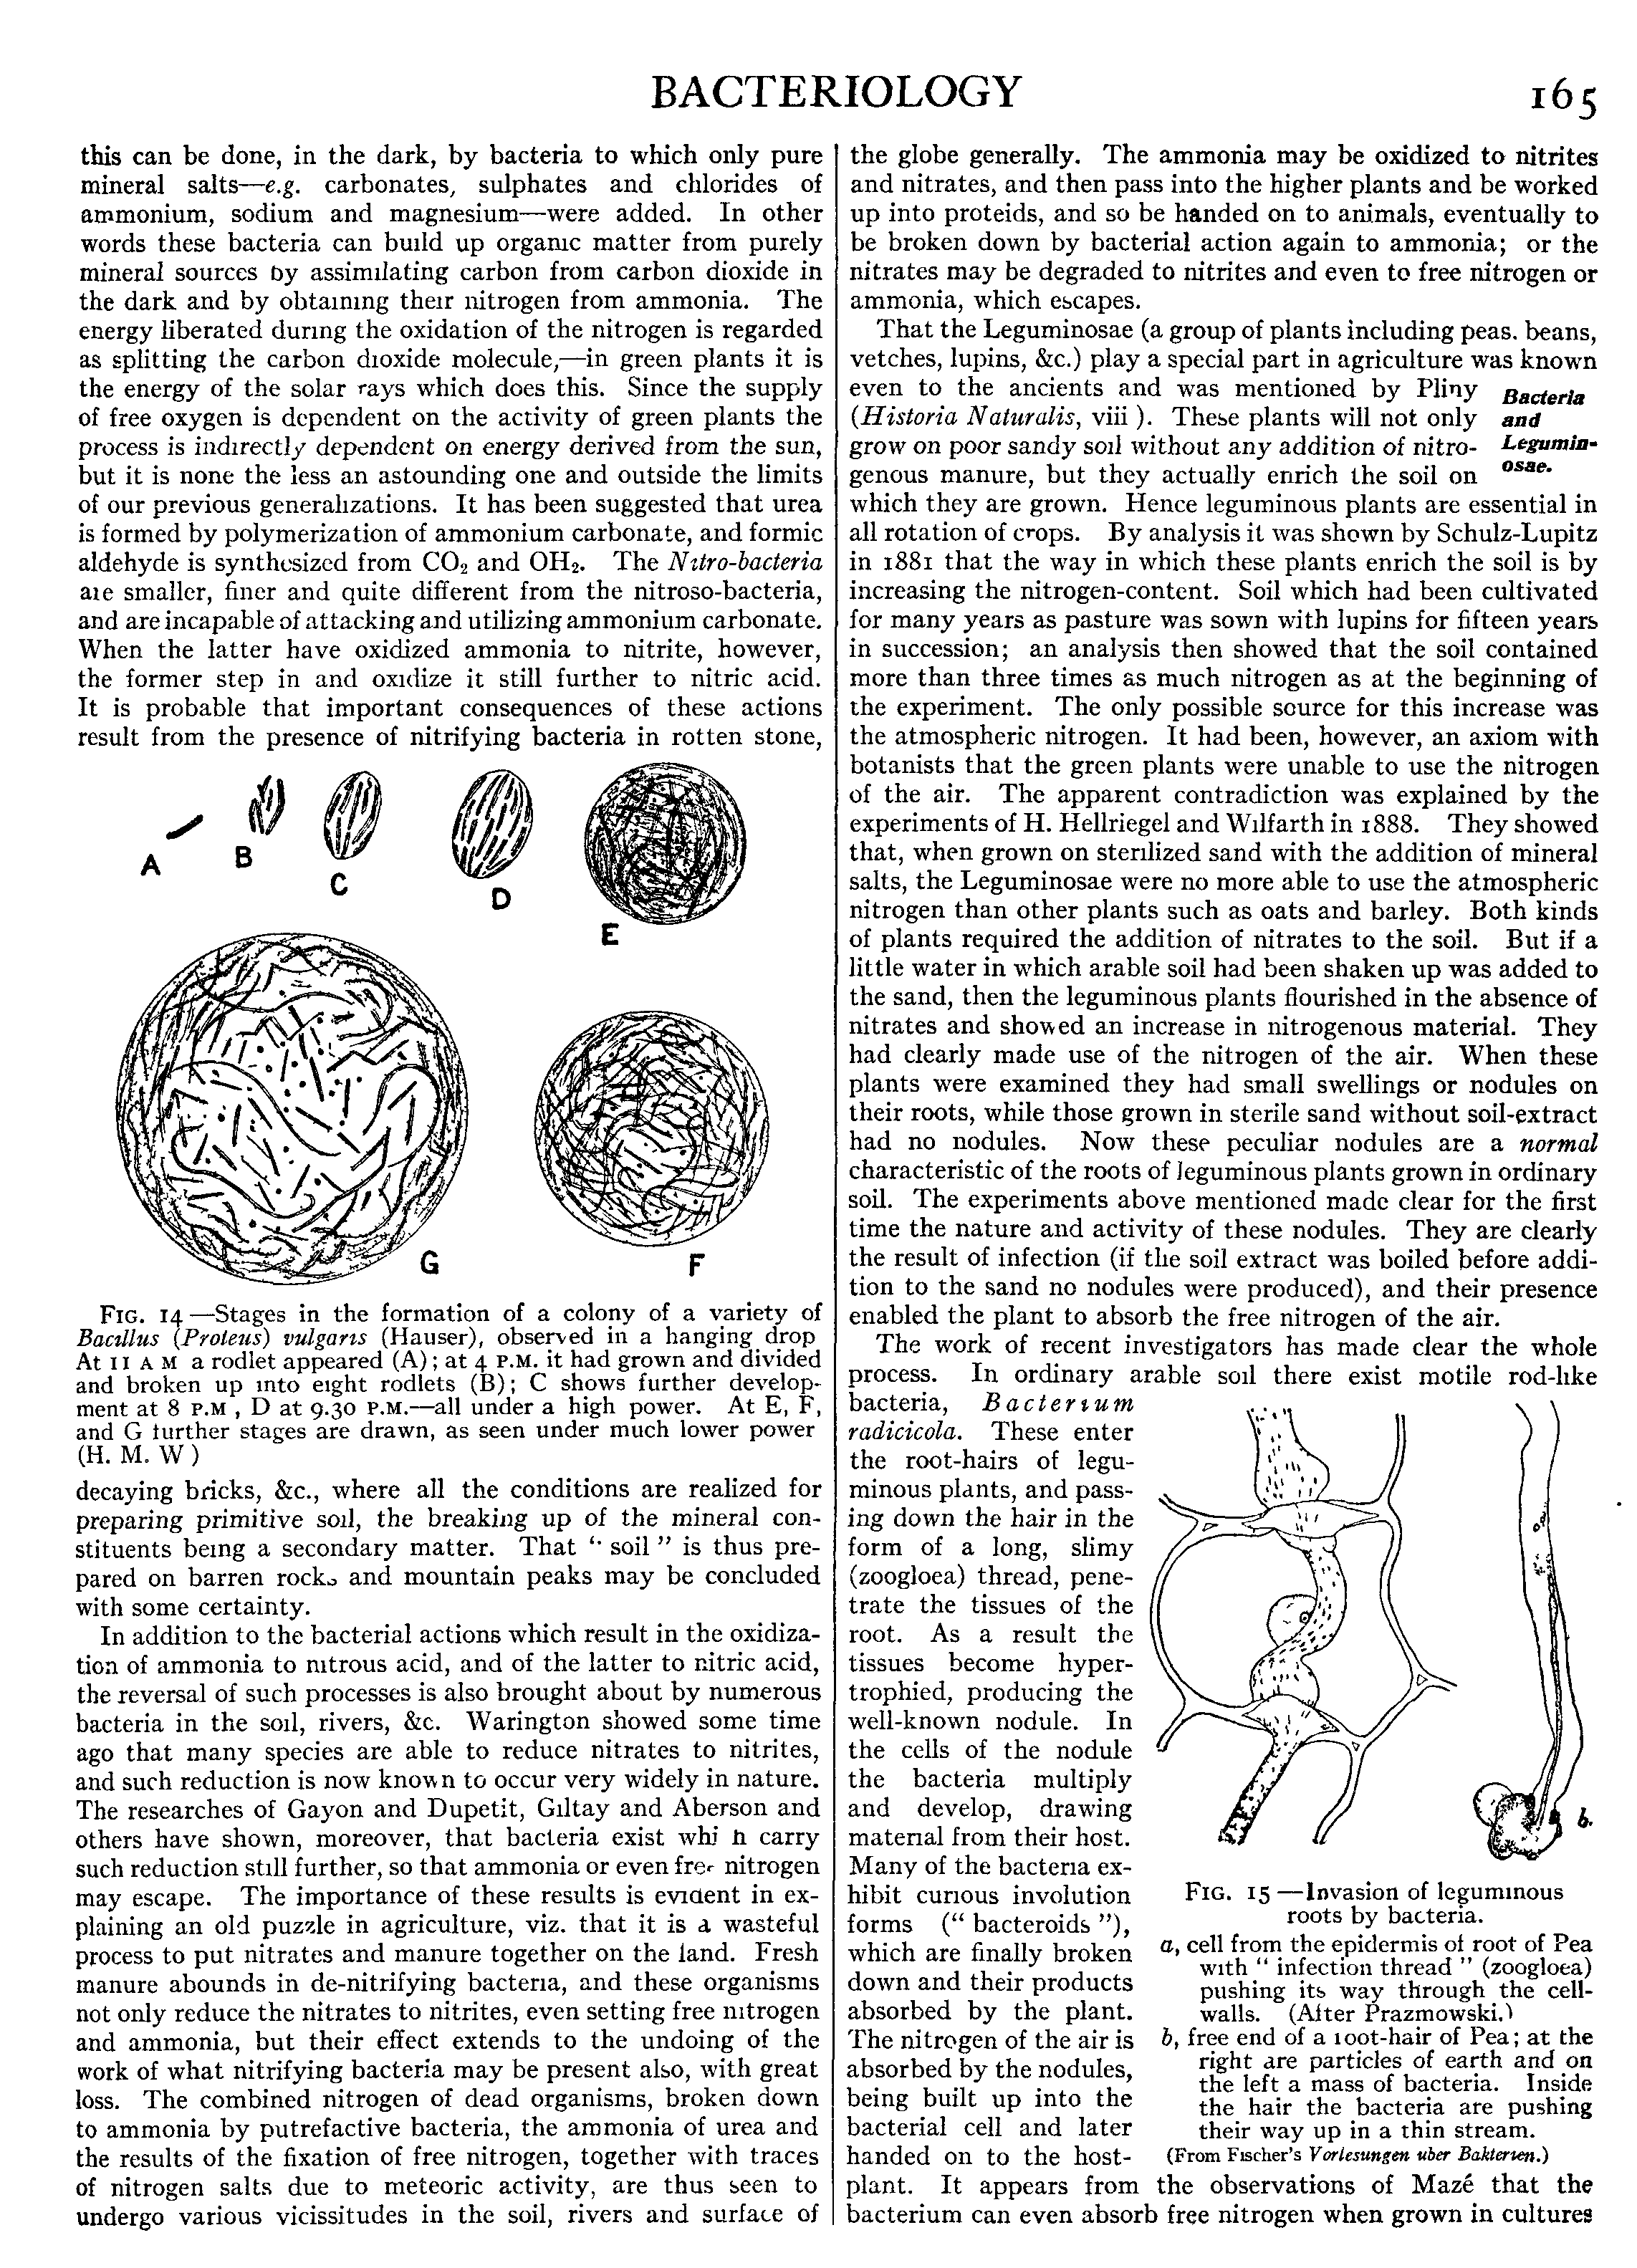 BACTERIOLOGY
165
this can be done, in the dark, by bacteria to which only pure
mineral salts—e.g. carbonates, sulphates and chlorides of
ammonium, sodium and magnesium—were added. In other
words these bacteria can build up organic matter from purely
mineral sources by assimilating carbon from carbon dioxide in
the dark and by obtaining their nitrogen from ammonia. The
energy liberated during the oxidation of the nitrogen is regarded
as splitting the carbon dioxide molecule,—in green plants it is
the energy of the solar rays which does this. Since the supply
of free oxygen is dependent on the activity of green plants the
process is indirectly dependent on energy derived from the sun,
but it is none the less an astounding one and outside the limits
of our previous generalizations. It has been suggested that urea
is formed by polymerization of ammonium carbonate, and formic
aldehyde is synthesized from CO₂ and OH₂. The Nitro-bacteria
are smaller, finer and quite different from the nitroso-bacteria,
and are incapable of attacking and utilizing ammonium carbonate.
When the latter have oxidized ammonia to nitrite, however,
the former step in and oxidize it still further to nitric acid.
It is probable that important consequences of these actions
result from the presence of nitrifying bacteria in rotten stone,
A
B
C
D
E
G
F
FIG. 14—Stages in the formation of a colony of a variety of
Bacillus (Proteus) vulgaris (Hauser), observed in a hanging drop
At 11 A M a rodlet appeared (A); at 4 P.M. it had grown and divided
and broken up into eight rodlets (B); C shows further develop-
ment at 8 P.M, D at 9.30 P.M.—all under a high power. At E, F,
and G further stages are drawn, as seen under much lower power
(H. M. W)
decaying bricks, &c., where all the conditions are realized for
preparing primitive soil, the breaking up of the mineral con-
stituents being a secondary matter. That “ soil ” is thus pre-
pared on barren rocks and mountain peaks may be concluded
with some certainty.
In addition to the bacterial actions which result in the oxidiza-
tion of ammonia to nitrous acid, and of the latter to nitric acid,
the reversal of such processes is also brought about by numerous
bacteria in the soil, rivers, &c. Warington showed some time
ago that many species are able to reduce nitrates to nitrites,
and such reduction is now known to occur very widely in nature.
The researches of Gayon and Dupetit, Giltay and Aberson and
others have shown, moreover, that bacteria exist which carry
such reduction still further, so that ammonia or even free nitrogen
may escape. The importance of these results is evident in ex-
plaining an old puzzle in agriculture, viz. that it is a wasteful
process to put nitrates and manure together on the land. Fresh
manure abounds in de-nitrifying bacteria, and these organisms
not only reduce the nitrates to nitrites, even setting free nitrogen
and ammonia, but their effect extends to the undoing of the
work of what nitrifying bacteria may be present also, with great
loss. The combined nitrogen of dead organisms, broken down
to ammonia by putrefactive bacteria, the ammonia of urea and
the results of the fixation of free nitrogen, together with traces
of nitrogen salts due to meteoric activity, are thus seen to
undergo various vicissitudes in the soil, rivers and surface of
the globe generally. The ammonia may be oxidized to nitrites
and nitrates, and then pass into the higher plants and be worked
up into proteids, and so be handed on to animals, eventually to
be broken down by bacterial action again to ammonia; or the
nitrates may be degraded to nitrites and even to free nitrogen or
ammonia, which escapes.
That the Leguminosae (a group of plants including peas. beans,
vetches, lupins, &c.) play a special part in agriculture was known
even to the ancients and was mentioned by Pliny
(Historia Naturalis, viii ). These plants will not only
grow on poor sandy soil without any addition of nitro-
genous manure, but they actually enrich the soil on
Bacteria
and
Legumin-
osae.
which they are grown. Hence leguminous plants are essential in
all rotation of crops. By analysis it was shown by Schulz-Lupitz
in 1881 that the way in which these plants enrich the soil is by
increasing the nitrogen-content. Soil which had been cultivated
for many years as pasture was sown with lupins for fifteen years
in succession; an analysis then showed that the soil contained
more than three times as much nitrogen as at the beginning of
the experiment. The only possible source for this increase was
the atmospheric nitrogen. It had been, however, an axiom with
botanists that the green plants were unable to use the nitrogen
of the air. The apparent contradiction was explained by the
experiments of H. Hellriegel and Wilfarth in 1888. They showed
that, when grown on sterilized sand with the addition of mineral
salts, the Leguminosae were no more able to use the atmospheric
nitrogen than other plants such as oats and barley. Both kinds
of plants required the addition of nitrates to the soil. But if a
little water in which arable soil had been shaken up was added to
the sand, then the leguminous plants flourished in the absence of
nitrates and showed an increase in nitrogenous material. They
had clearly made use of the nitrogen of the air. When these
plants were examined they had small swellings or nodules on
their roots, while those grown in sterile sand without soil-extract
had no nodules. Now these peculiar nodules are a normal
characteristic of the roots of leguminous plants grown in ordinary
soil. The experiments above mentioned made clear for the first
time the nature and activity of these nodules. They are clearly
the result of infection (if the soil extract was boiled before addi-
tion to the sand no nodules were produced), and their presence
enabled the plant to absorb the free nitrogen of the air.
The work of recent investigators has made clear the whole
process. In ordinary arable soil there exist motile rod-like
bacteria, Bacterium
radicicola. These enter
the root-hairs of legu-
minous plants, and pass-
ing down the hair in the
form of a long, slimy
(zoogloea) thread, pene-
trate the tissues of the
root. As a result the
tissues become hyper-
trophied, producing the
well-known nodule. In
the cells of the nodule
the bacteria multiply
and develop, drawing
material from their host.
Many of the bacteria ex-
hibit curious involution
forms (“ bacteroids ”),
which are finally broken
down and their products
absorbed by the plant.
The nitrogen of the air is
absorbed by the nodules,
being built up into the
bacterial cell and later
handed on to the host-
b.
FIG. 15—Invasion of leguminous
roots by bacteria.
a, cell from the epidermis of root of Pea
with “ infection thread ” (zoogloea)
pushing its way through the cell-
walls. (After Prazmowski.)
b, free end of a root-hair of Pea; at the
right are particles of earth and on
the left a mass of bacteria. Inside
the hair the bacteria are pushing
their way up in a thin stream.
(From Fischer's Vorlesungen uber Bakterien.)
plant. It appears from the observations of Mazé that the
bacterium can even absorb free nitrogen when grown in cultures